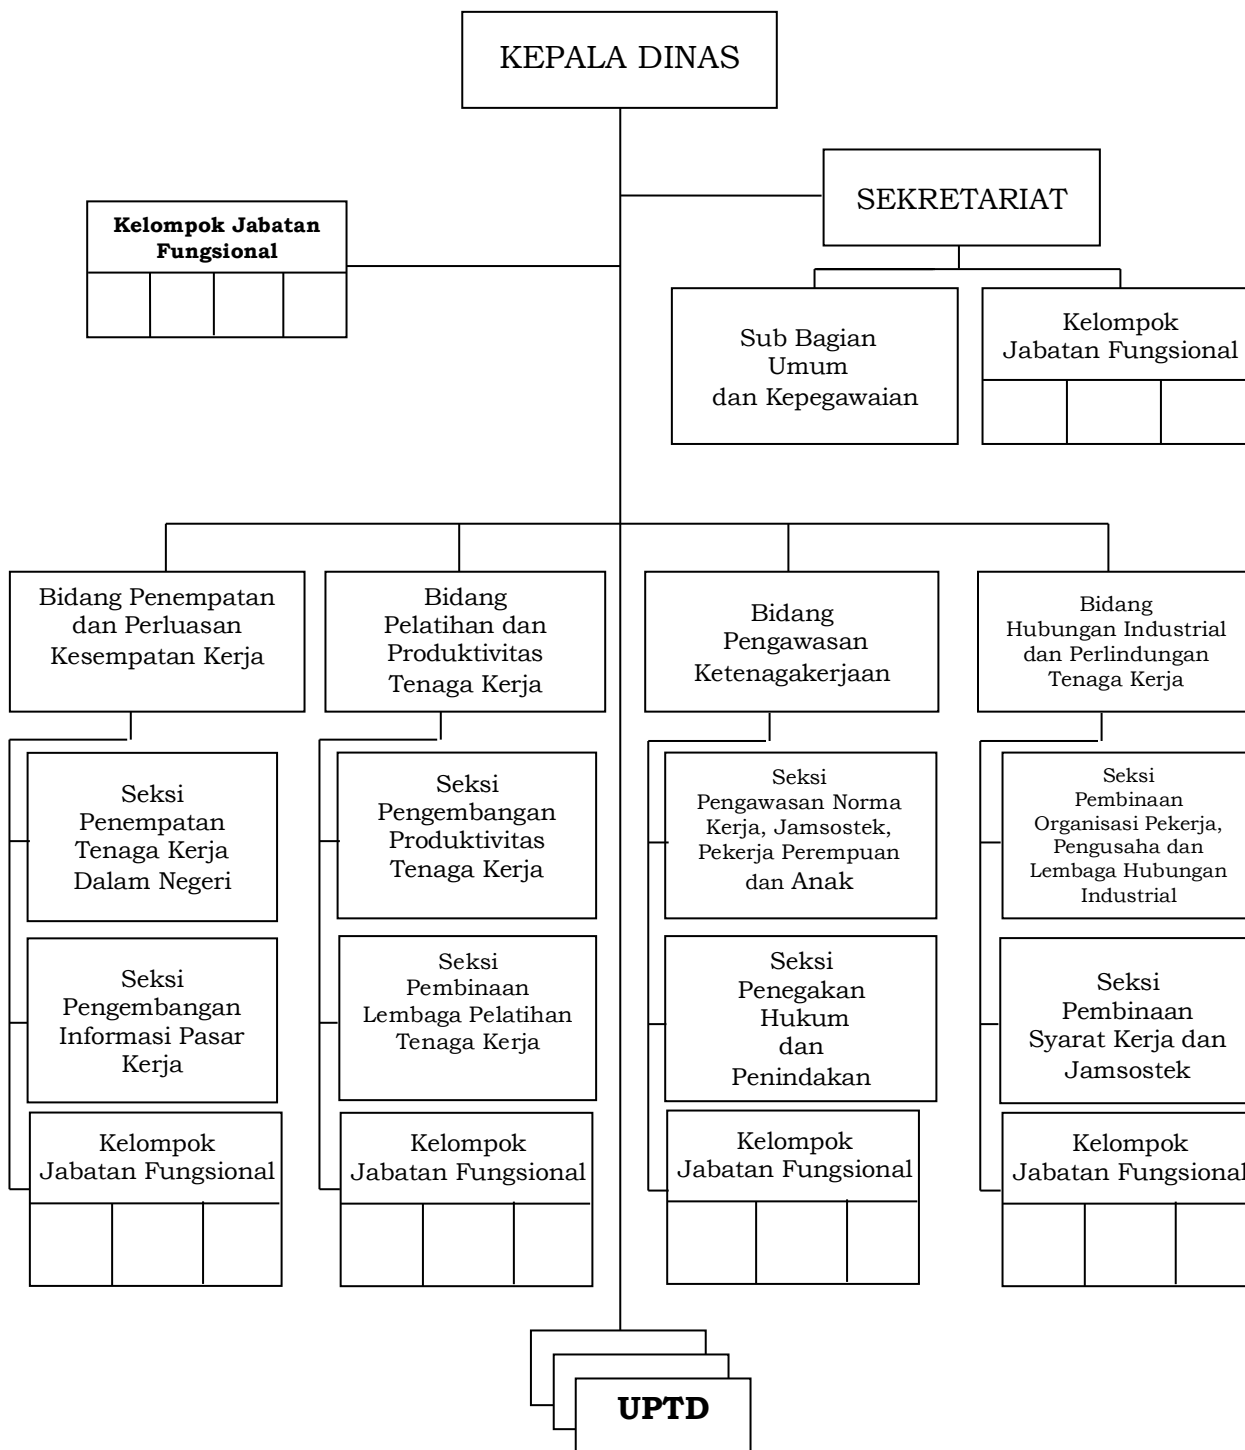 KEPALA DINAS
SEKRETARIAT
Kelompok Jabatan
Fungsional
Sub Bagian
Umum
dan Kepegawaian
Kelompok
Jabatan Fungsional
Bidang Penempatan
dan Perluasan
Kesempatan Kerja
Bidang
Pelatihan dan
Produktivitas
Tenaga Kerja
Bidang
Pengawasan
Ketenagakerjaan
Bidang
Hubungan Industrial
dan Perlindungan
Tenaga Kerja
Seksi
Penempatan
Tenaga Kerja
Dalam Negeri
Seksi
Pengembangan
Produktivitas
Tenaga Kerja
Seksi
Pengawasan Norma
Kerja, Jamsostek,
Pekerja Perempuan
dan Anak
Seksi
Pembinaan
Organisasi Pekerja,
Pengusaha dan
Lembaga Hubungan
Industrial
Seksi
Pengembangan
Informasi Pasar
Kerja
Seksi
Pembinaan
Lembaga Pelatihan
Tenaga Kerja
Seksi
Penegakan
Hukum
dan
Penindakan
Seksi
Pembinaan
Syarat Kerja dan
Jamsostek
Kelompok
Jabatan Fungsional
Kelompok
Jabatan Fungsional
Kelompok
Jabatan Fungsional
Kelompok
Jabatan Fungsional
UPTD